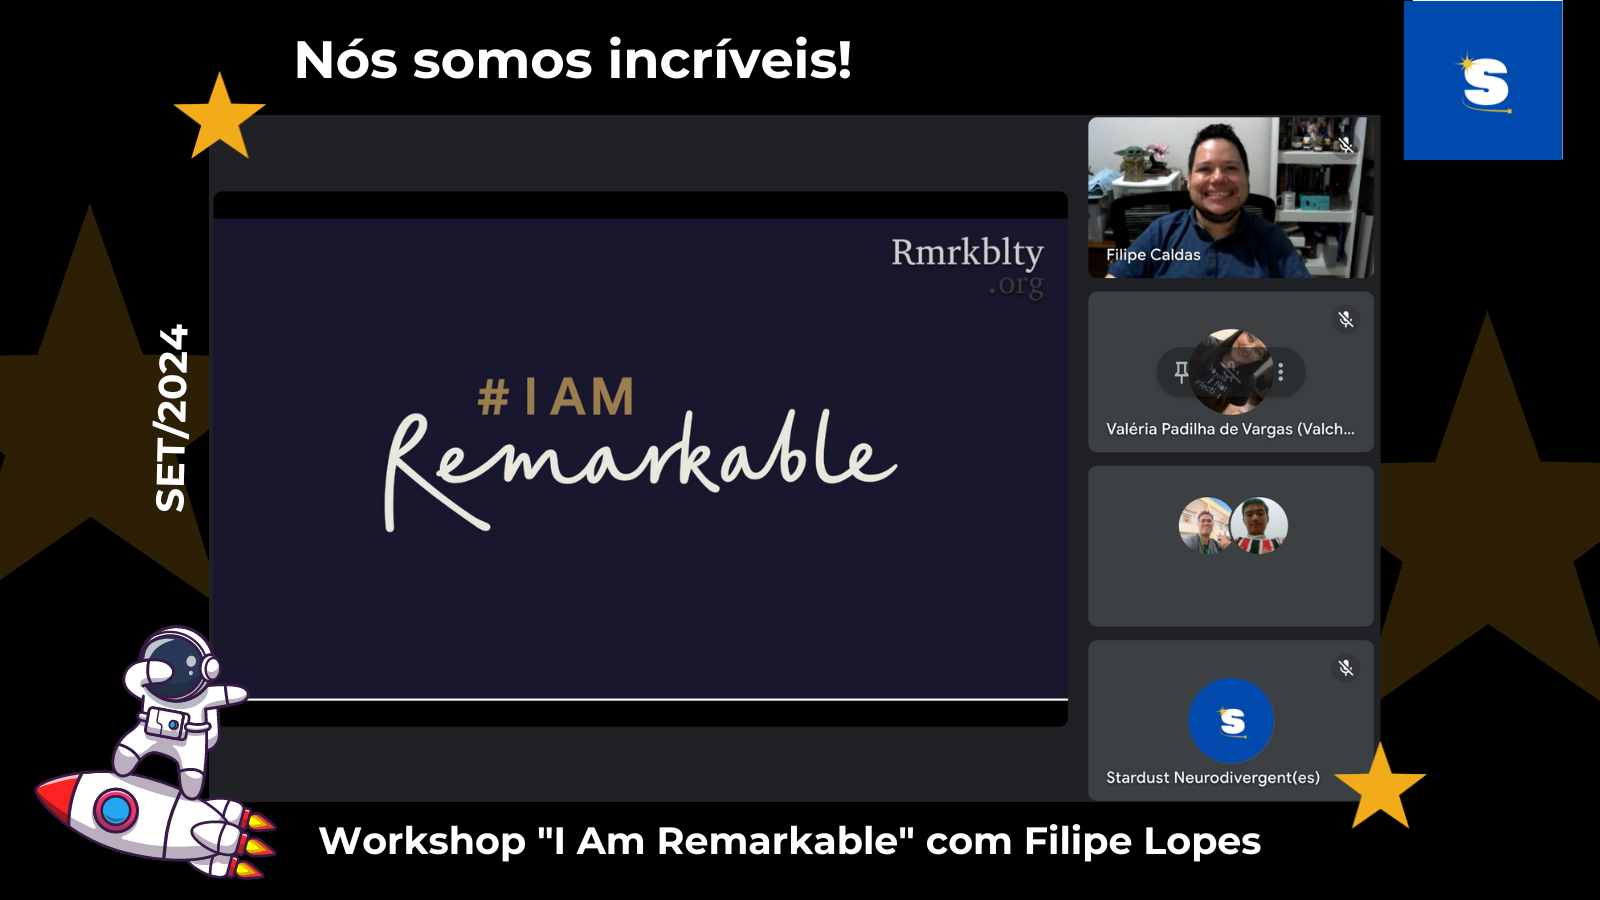 Nós somos incríveis!
S
SET/2024
Rmrkblty
.org
# I AM
Remarkable
Filipe Caldas
Valéria Padilha de Vargas (Valch...
S
Stardust Neurodivergent(es)
Workshop "I Am Remarkable" com Filipe Lopes